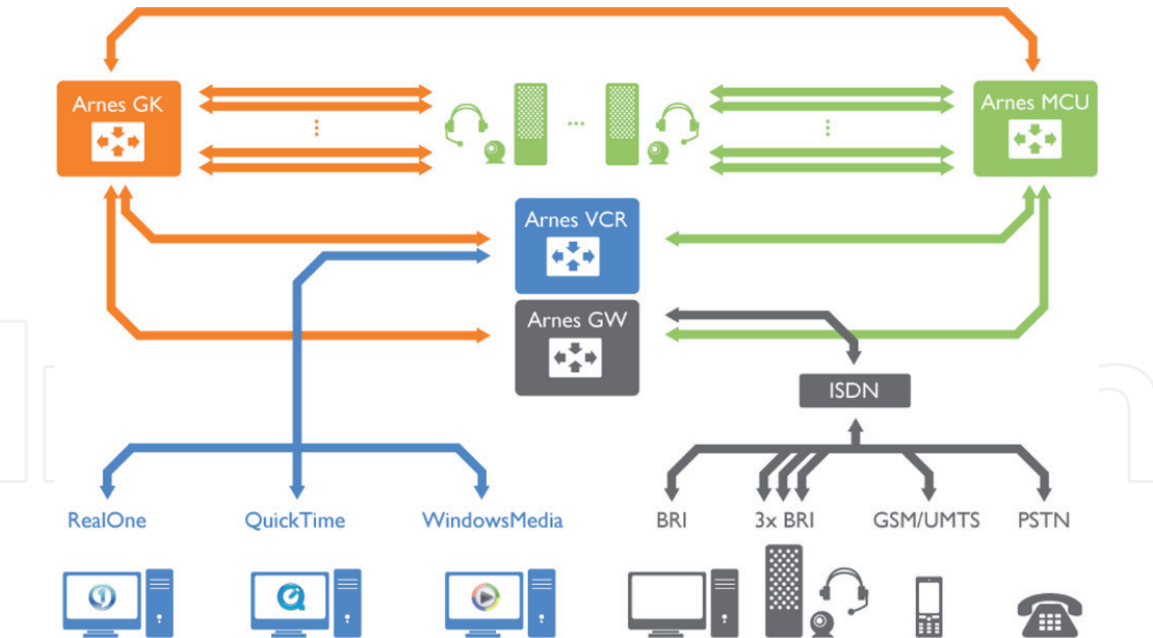 Arnes GK
Arnes MCU
Arnes VCR
Arnes GW
ISDN
RealOne
QuickTime
WindowsMedia
BRI
3x BRI
GSM/UMTS
PSTN